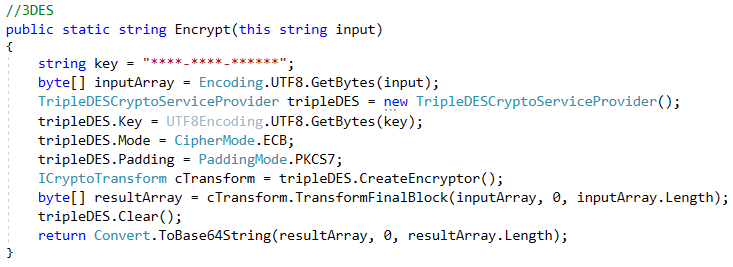 //3DES
public static string Encrypt(this string input)
{
string key = "****-****-******";
byte[] inputArray = Encoding.UTF8.GetBytes(input);
TripleDESCryptoServiceProvider tripleDES = new TripleDESCryptoServiceProvider();
tripleDES.Key = UTF8Encoding.UTF8.GetBytes(key);
tripleDES.Mode = CipherMode.ECB;
tripleDES.Padding = PaddingMode.PKCS7;
ICryptoTransform cTransform = tripleDES.CreateEncryptor();
byte[] resultArray = cTransform.TransformFinalBlock(inputArray, 0, inputArray.Length);
tripleDES.Clear();
return Convert.ToBase64String(resultArray, 0, resultArray.Length);
}